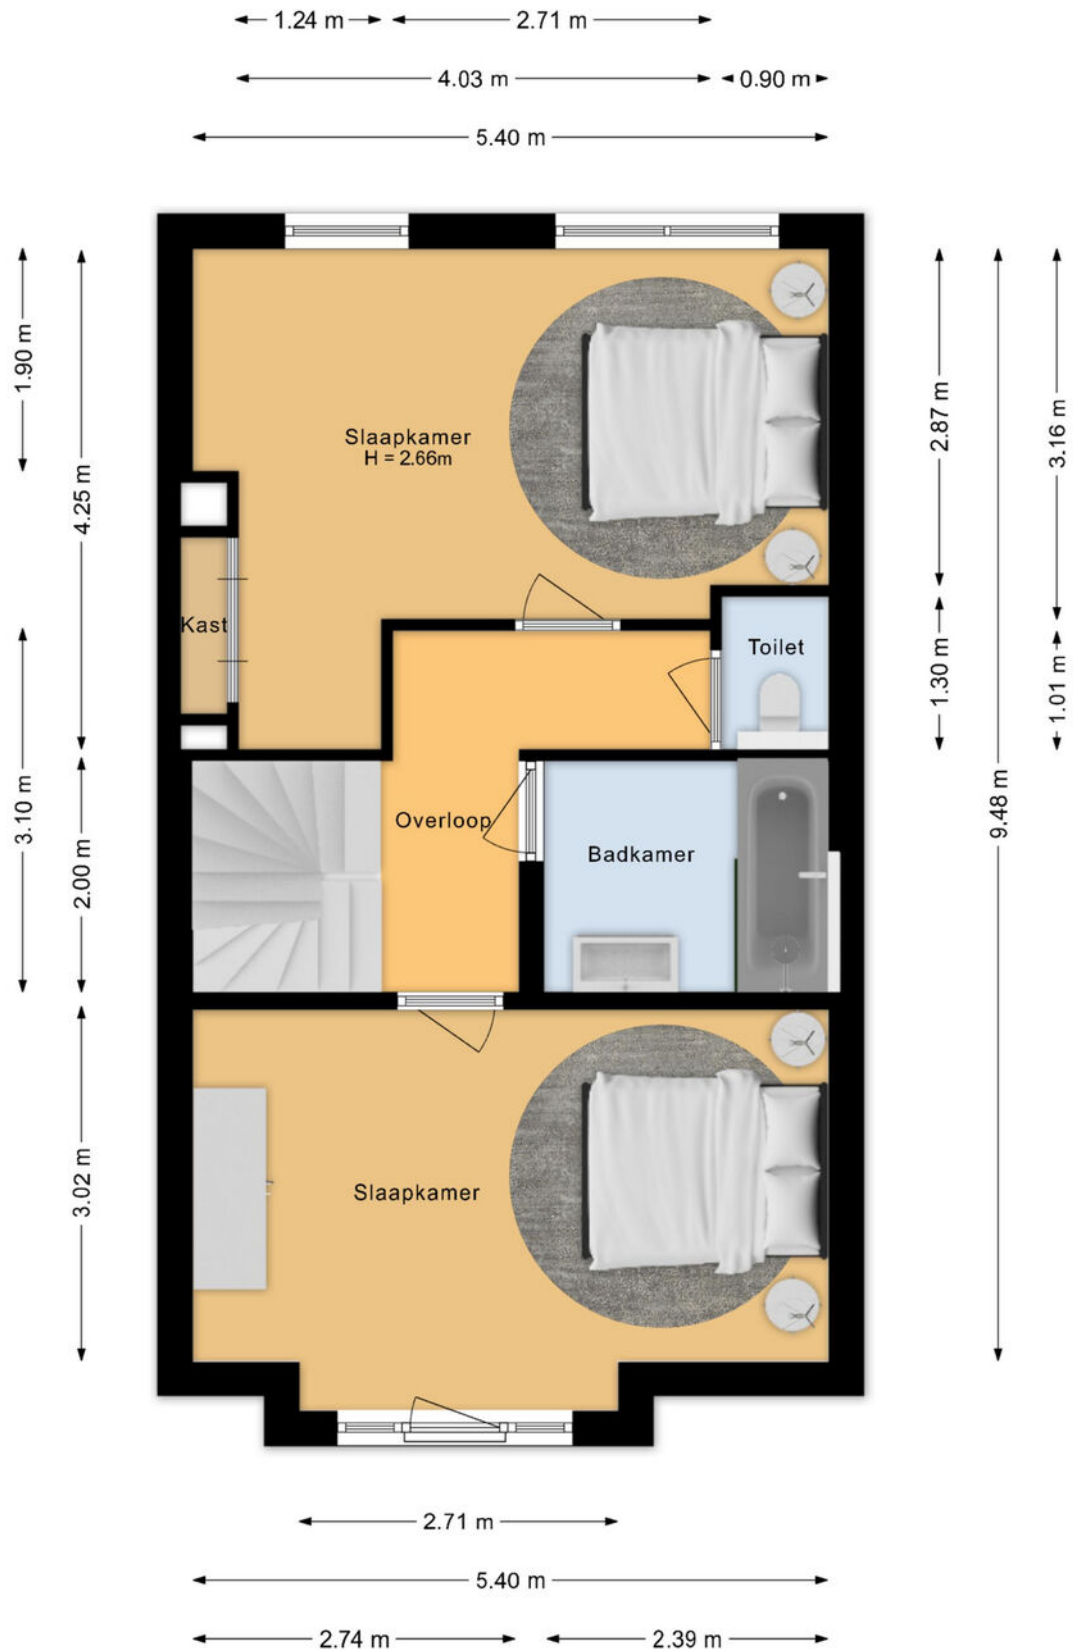 1.24 m
2.71 m
4.03 m
0.90 m
5.40 m
1.90 m
4.25 m
2.87 m
3.16 m
Slaapkamer
H = 2.66m
Kast
Toilet
1.30 m
1.01 m
3.10 m
2.00 m
9.48 m
Overloop
Badkamer
3.02 m
Slaapkamer
2.71 m
5.40 m
2.74 m
2.39 m